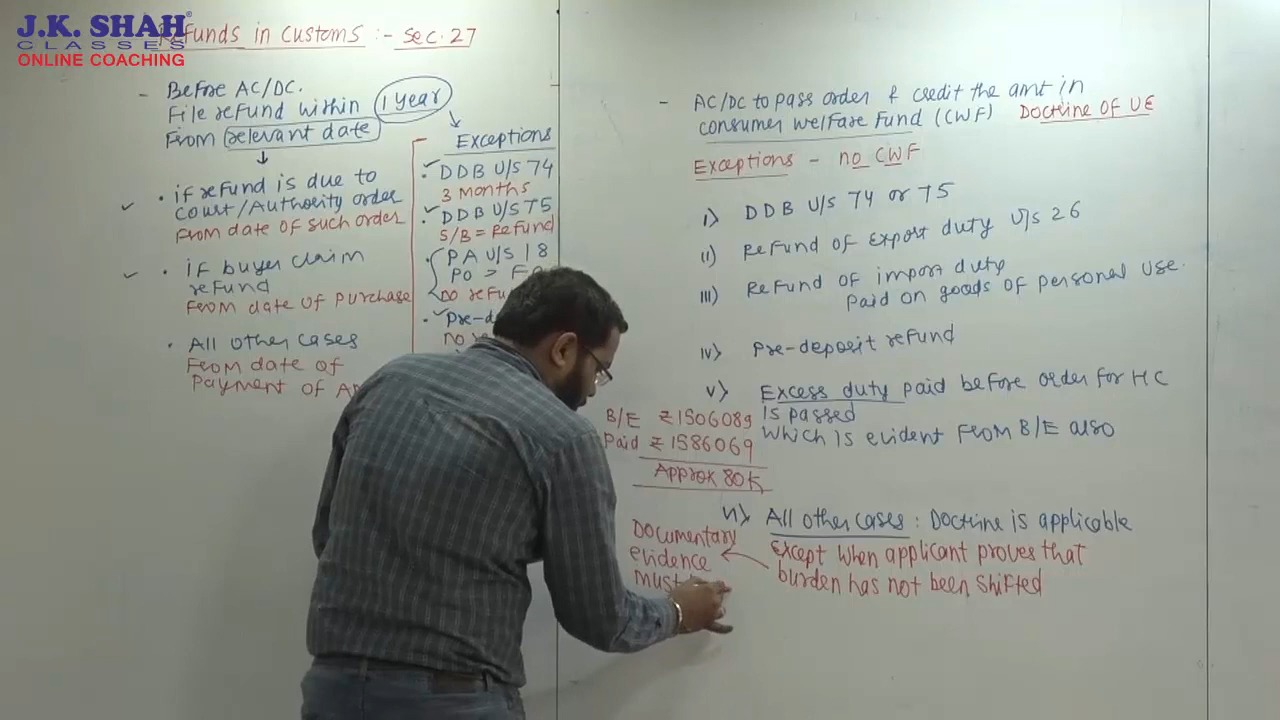 J.K. SHAH
CLASSES
ONLINE COACHING
Refunds in customs :- Sec. 27
- Before AC/DC.
File refund within 1 year
From relevant date
• if refund is due to
court/Authority order
From date of such order
• if buyer claim
refund
From date of purchase
• All other cases
From date of
Payment of
Exceptions
• DDB U/S 74
3 months
• DDB U/S 75
S/B = Refund
• PA U/S 18
PO >
no
• Pre-
no
- AC/DC to pass order & credit the amt in
consumer welfare Fund (CWF) Doctrine of UE
Exceptions - no CWF
i) DDB U/S 74 or 75
ii) Refund of export duty U/S 26
iii) Refund of import duty
paid on goods of personal use.
iv) Pre-deposit refund
v) Excess duty paid before order for HC
is passed
which is evident From B/E also
B/E ₹ 1506089
Paid ₹ 1586069
Approx 80K
vi) All other cases : Doctrine is applicable
Except when applicant proves that
burden has not been shifted
Documentary
evidence
must